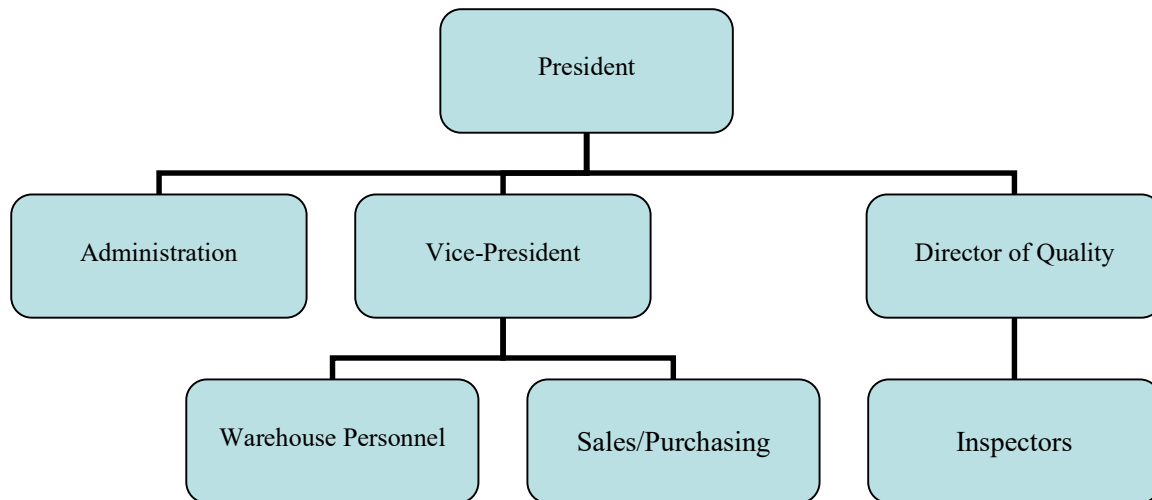 President
Administration
Vice-President
Director of Quality
Warehouse Personnel
Sales/Purchasing
Inspectors